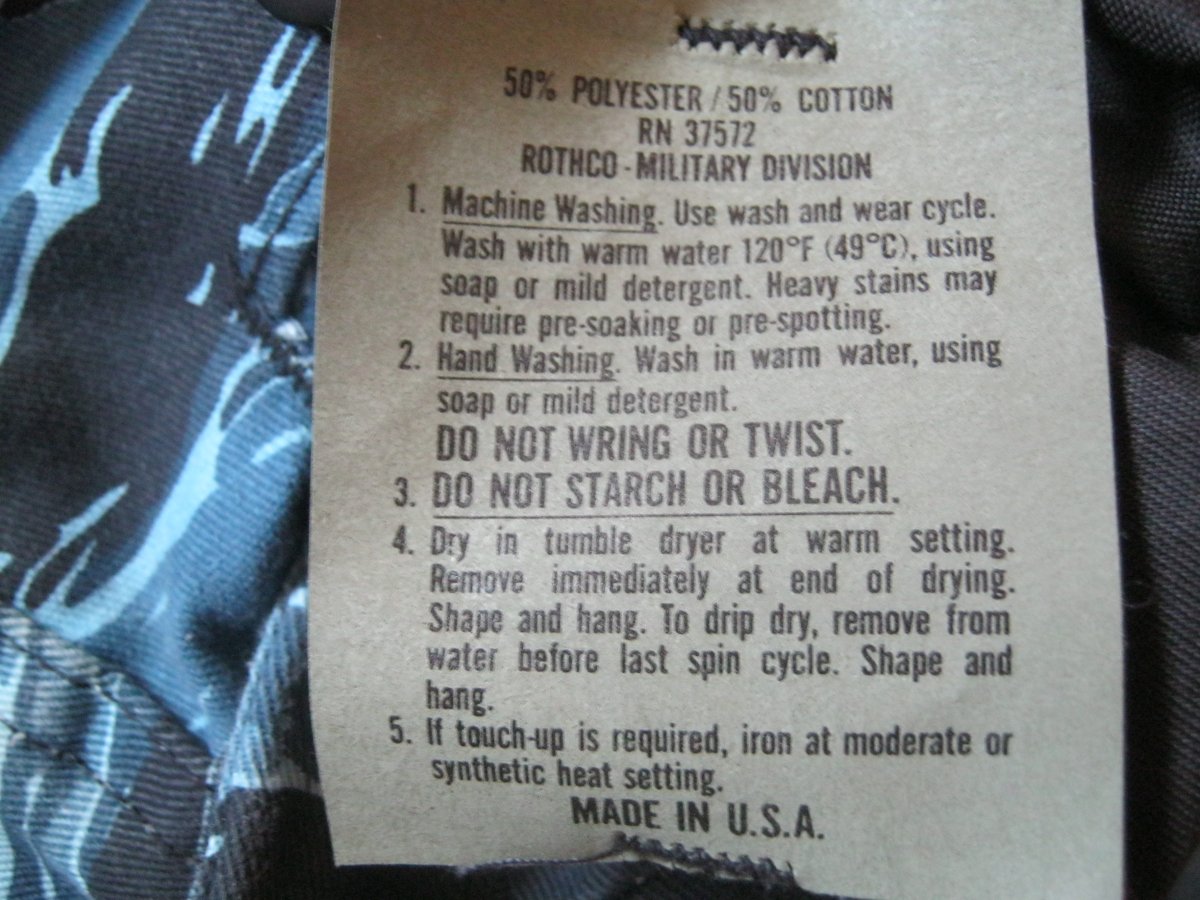 50% POLYESTER / 50% COTTON
RN 37572
ROTHCO - MILITARY DIVISION
1. Machine Washing. Use wash and wear cycle.
Wash with warm water 120°F (49°C), using
soap or mild detergent. Heavy stains may
require pre-soaking or pre-spotting.
2. Hand Washing. Wash in warm water, using
soap or mild detergent.
DO NOT WRING OR TWIST.
3. DO NOT STARCH OR BLEACH.
4. Dry in tumble dryer at warm setting.
Remove immediately at end of drying.
Shape and hang. To drip dry, remove from
water before last spin cycle. Shape and
hang.
5. If touch-up is required, iron at moderate or
synthetic heat setting.
MADE IN U.S.A.